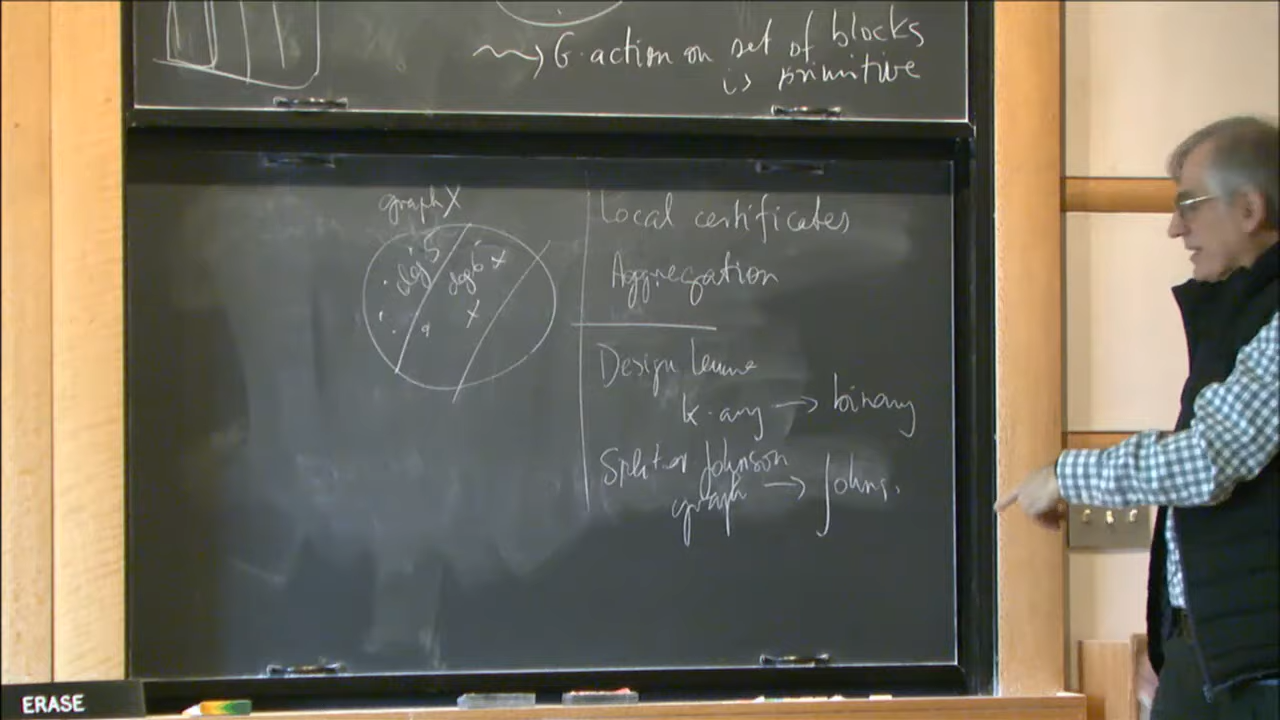 G-action on set of blocks
is primitive
graph X
deg 5
deg 6
Local certificates
Aggregation
Design lemma
k-ary → binary
Split or Johnson
graph → Johns.
ERASE